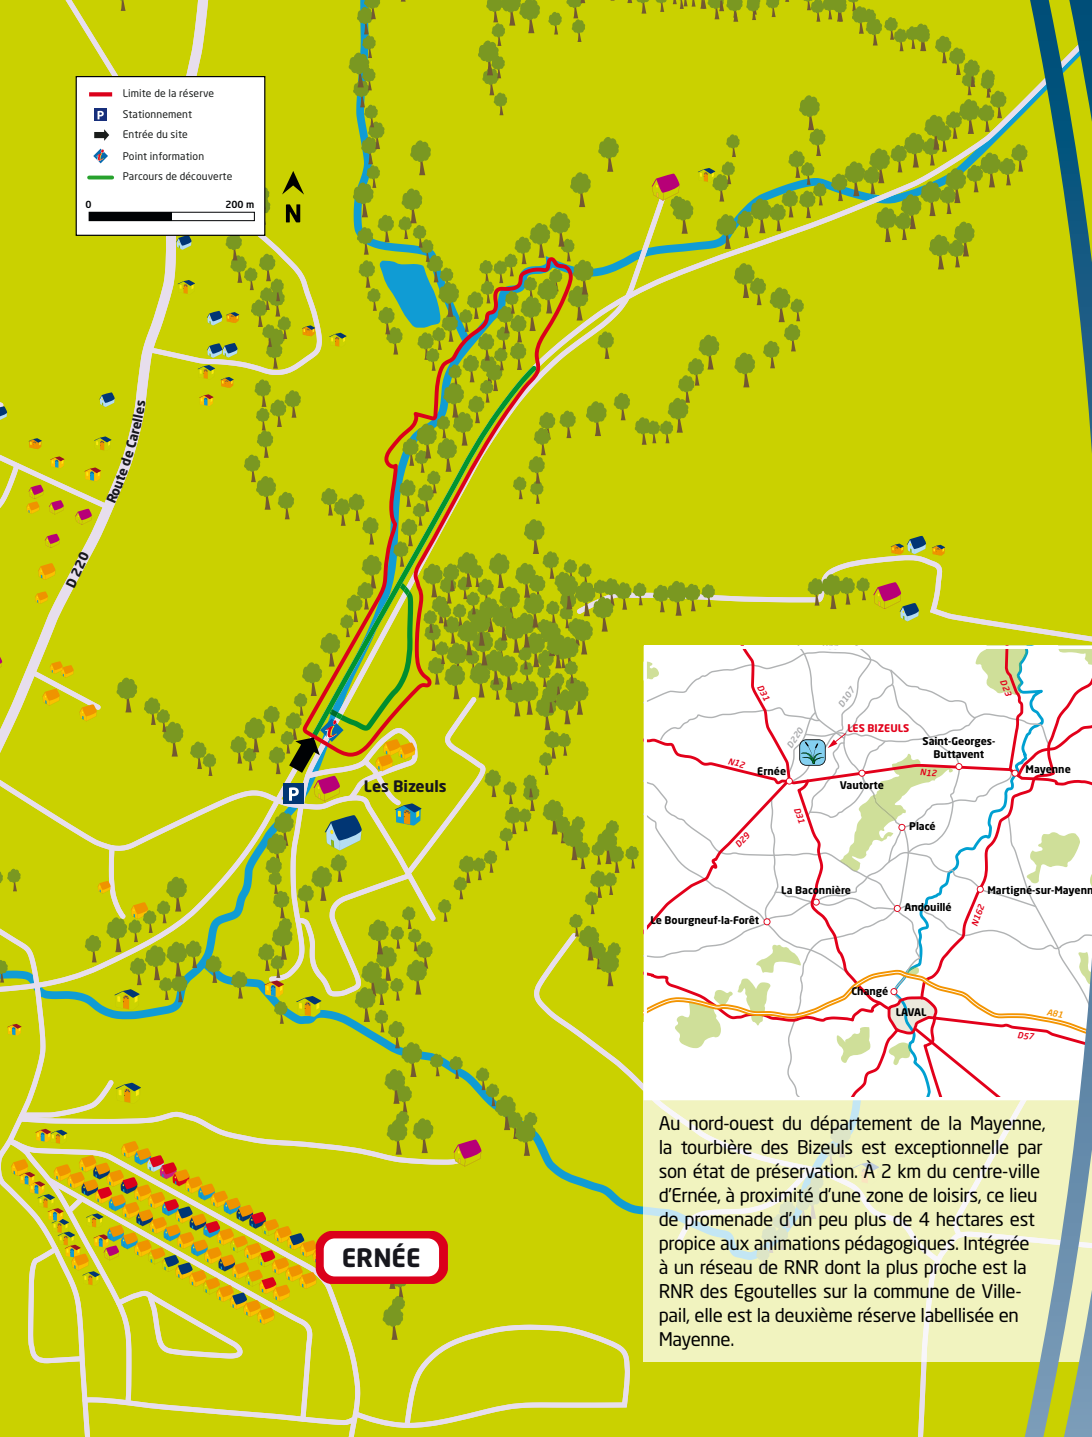 Limite de la réserve
P Stationnement
Entrée du site
i Point information
Parcours de découverte
0 200 m
N
Route de Carelles
D 220
i
P
Les Bizeuls
ERNÉE
D31
D107
D23
D220
LES BIZEULS
Saint-Georges-
Buttavent
N12
Ernée
N12
Mayenne
Vautorte
D31
Placé
D29
La Baconnière
Martigné-sur-Mayenn
Andouillé
N162
Le Bourgneuf-la-Forêt
Changé
LAVAL
A81
D57
Au nord-ouest du département de la Mayenne,
la tourbière des Bizeuls est exceptionnelle par
son état de préservation. À 2 km du centre-ville
d’Ernée, à proximité d’une zone de loisirs, ce lieu
de promenade d’un peu plus de 4 hectares est
propice aux animations pédagogiques. Intégrée
à un réseau de RNR dont la plus proche est la
RNR des Egoutelles sur la commune de Ville-
pail, elle est la deuxième réserve labellisée en
Mayenne.